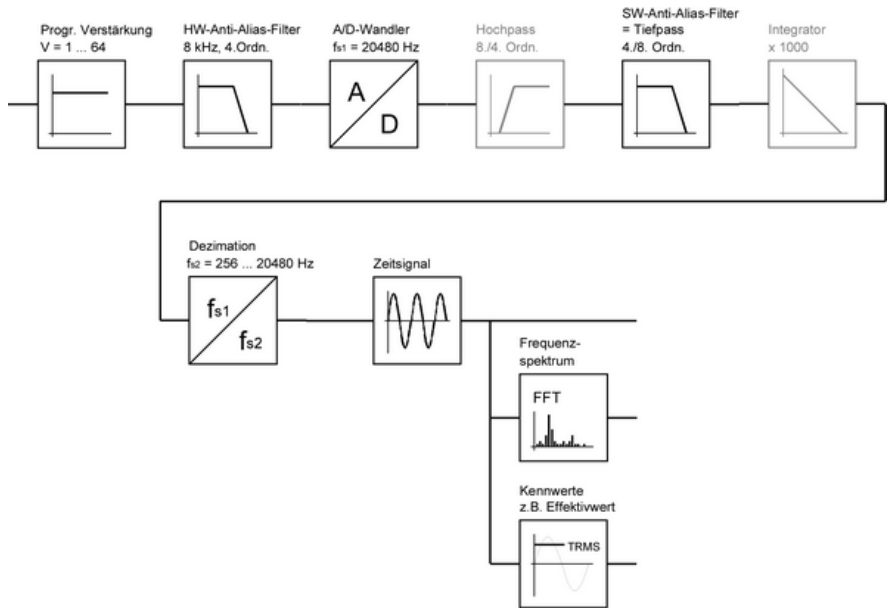 Progr. Verstärkung
V = 1 ... 64
HW-Anti-Alias-Filter
8 kHz, 4.Ordn.
A/D-Wandler
fs1 = 20480 Hz
Hochpass
8./4. Ordn.
SW-Anti-Alias-Filter
= Tiefpass
4./8. Ordn.
Integrator
x 1000
A
D
Dezimation
fs2 = 256 ... 20480 Hz
fs1
fs2
Zeitsignal
Frequenz-
spektrum
FFT
Kennwerte
z.B. Effektivwert
TRMS